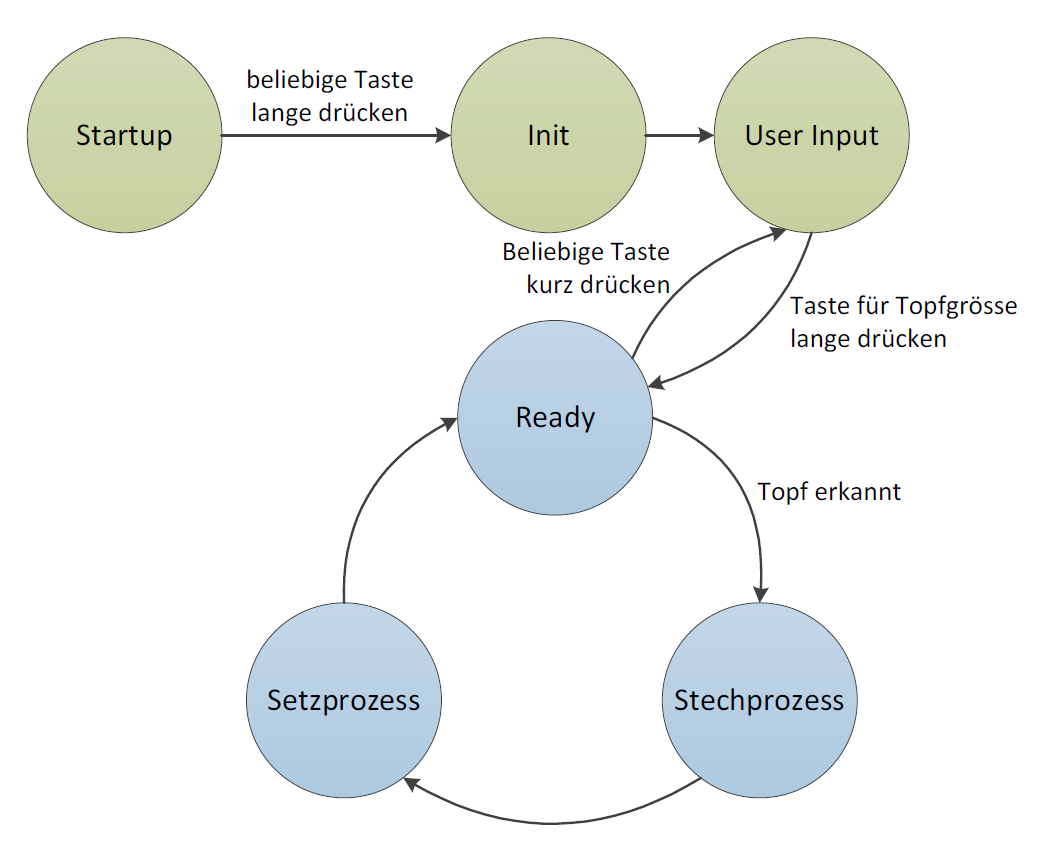 beliebige Taste
lange drücken
Startup
Init
User Input
Beliebige Taste
kurz drücken
Taste für Topfgrösse
lange drücken
Ready
Topf erkannt
Setzprozess
Stechprozess